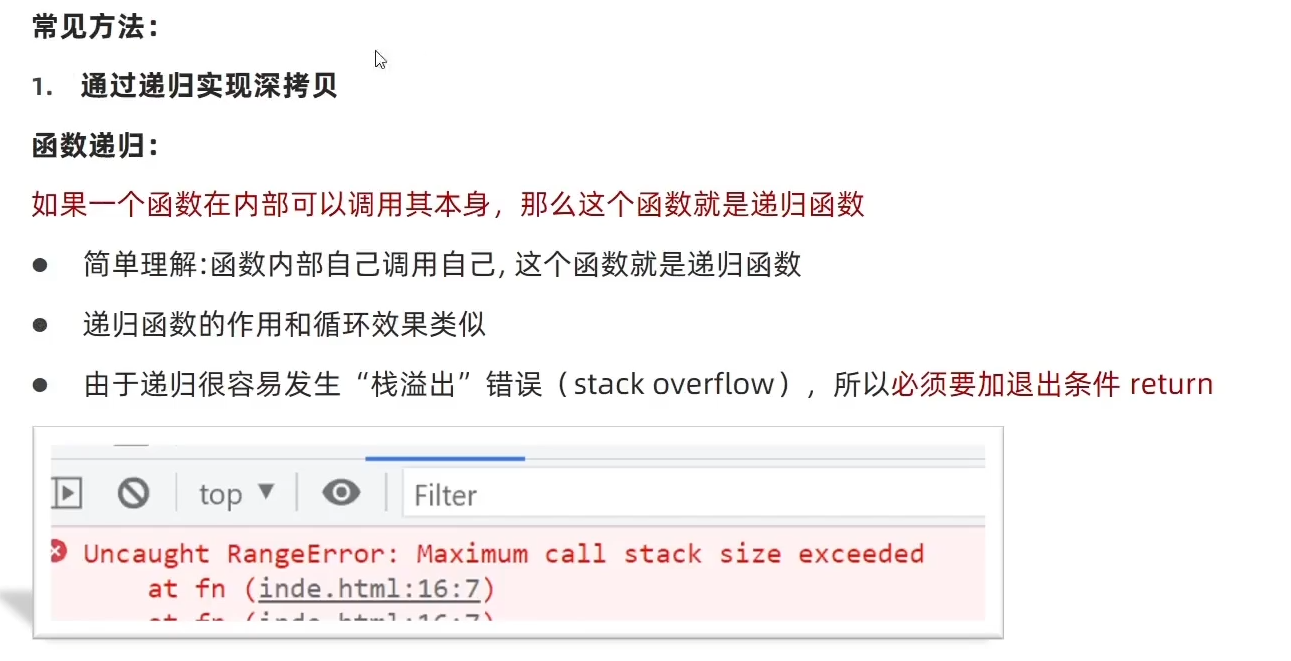 常见方法：
1. 通过递归实现深拷贝
函数递归：
如果一个函数在内部可以调用其本身，那么这个函数就是递归函数
● 简单理解:函数内部自己调用自己, 这个函数就是递归函数
● 递归函数的作用和循环效果类似
● 由于递归很容易发生“栈溢出”错误（stack overflow），所以必须要加退出条件 return
top ▼ Filter
Uncaught RangeError: Maximum call stack size exceeded
at fn (inde.html:16:7)
at fn (inde.html:16:7)